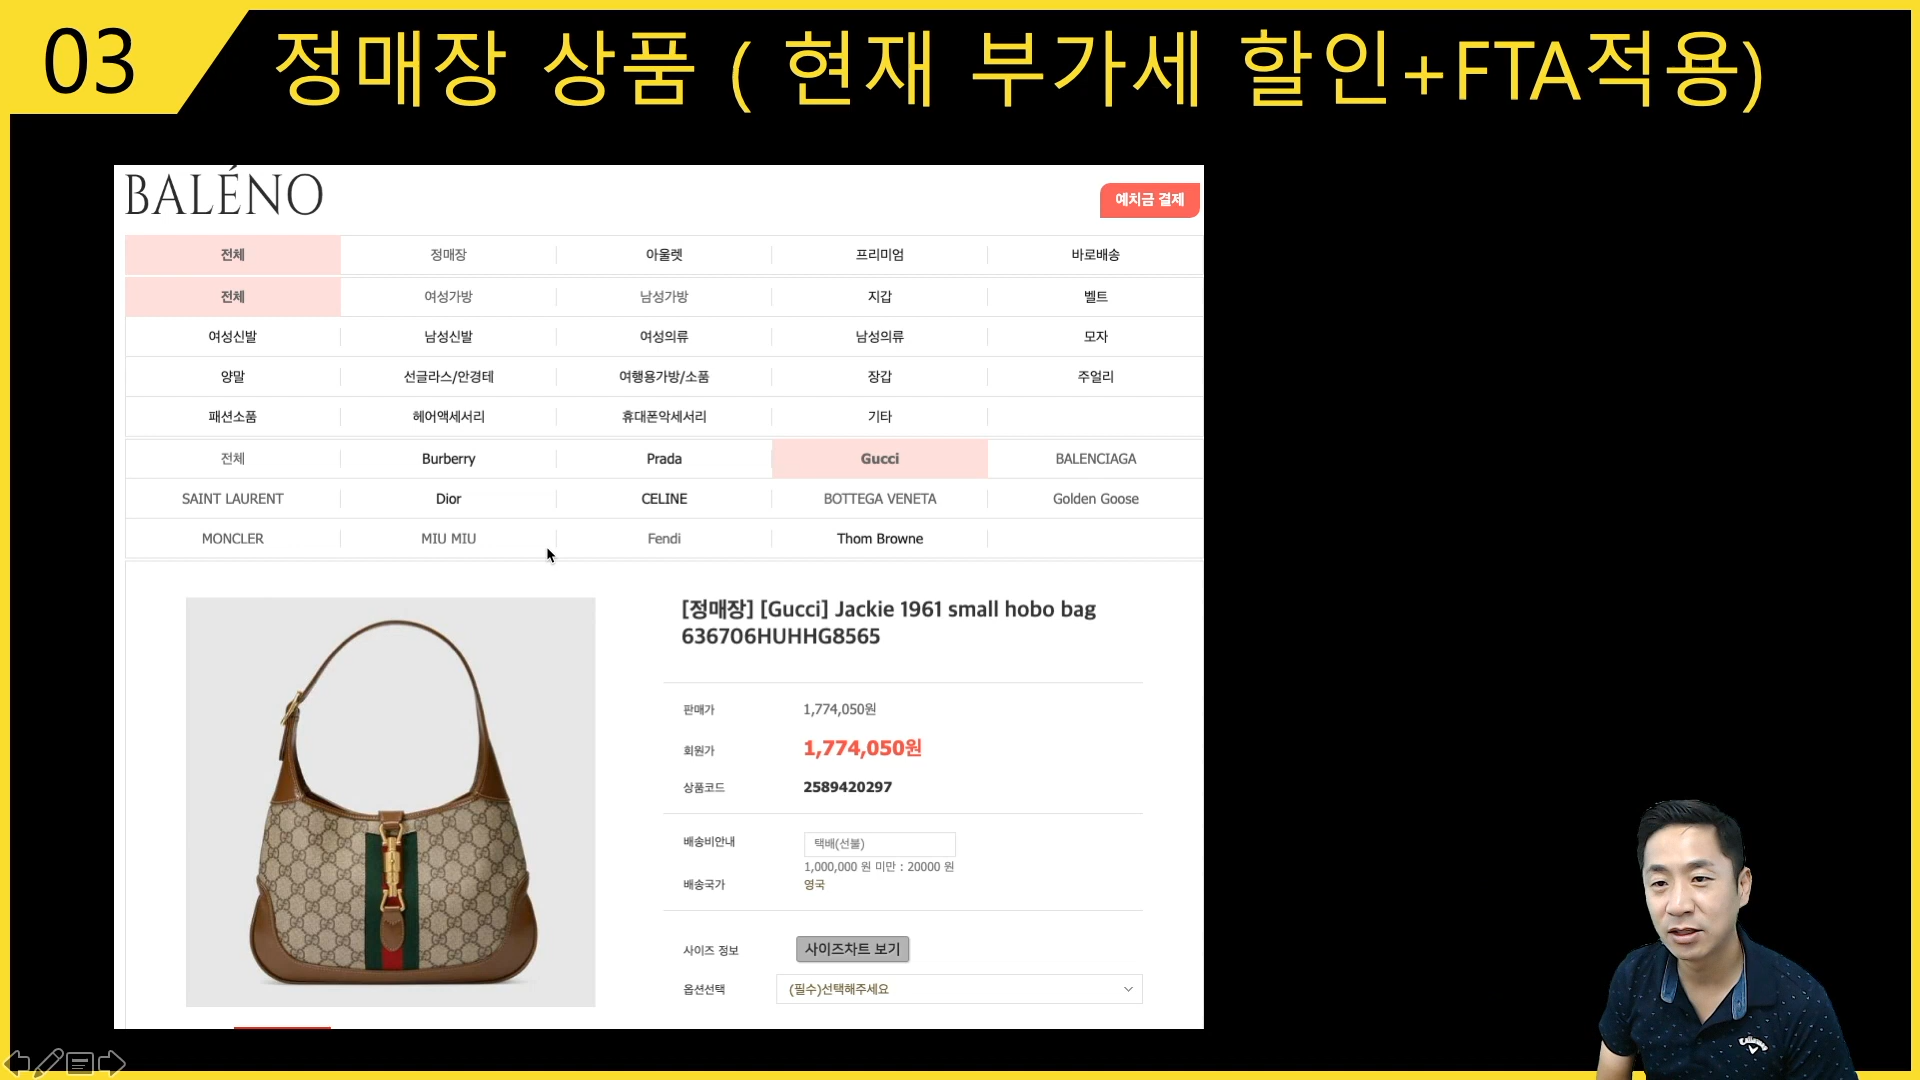 03
정매장 상품 ( 현재 부가세 할인+FTA적용)
BALÉNO
예치금 결제
전체 정매장 아울렛 프리미엄 바로배송
전체 여성가방 남성가방 지갑 벨트
여성신발 남성신발 여성의류 남성의류 모자
양말 선글라스/안경테 여행용가방/소품 장갑 주얼리
패션소품 헤어액세서리 휴대폰악세서리 기타
전체 Burberry Prada Gucci BALENCIAGA
SAINT LAURENT Dior CELINE BOTTEGA VENETA Golden Goose
MONCLER MIU MIU Fendi Thom Browne
[정매장] [Gucci] Jackie 1961 small hobo bag
636706HUHHG8565
판매가 1,774,050원
회원가 1,774,050원
상품코드 2589420297
배송비안내 택배(선불)
1,000,000 원 미만 : 20000 원
배송국가 영국
사이즈 정보 사이즈차트 보기
옵션선택 (필수)선택해주세요
Callaway